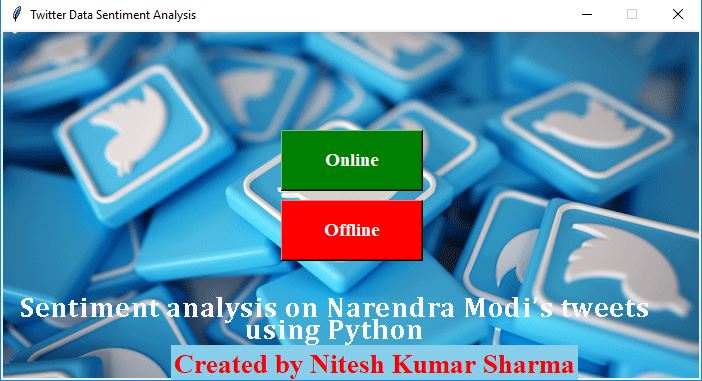 Twitter Data Sentiment Analysis
Online
Offline
Sentiment analysis on Narendra Modi's tweets
using Python
Created by Nitesh Kumar Sharma